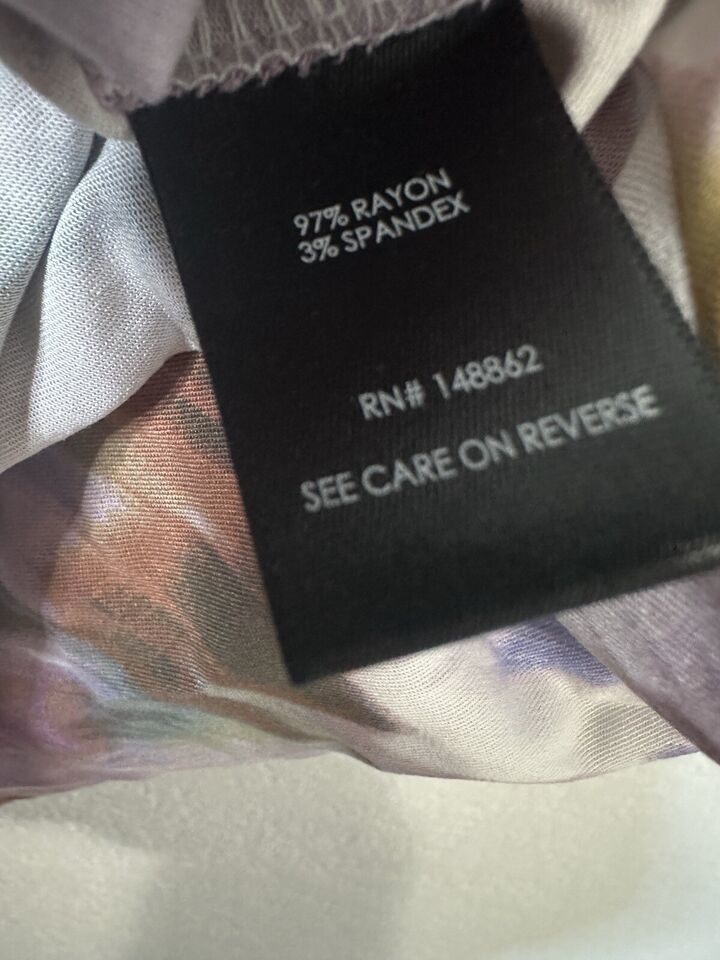 97% RAYON
3% SPANDEX
RN# 148862
SEE CARE ON REVERSE